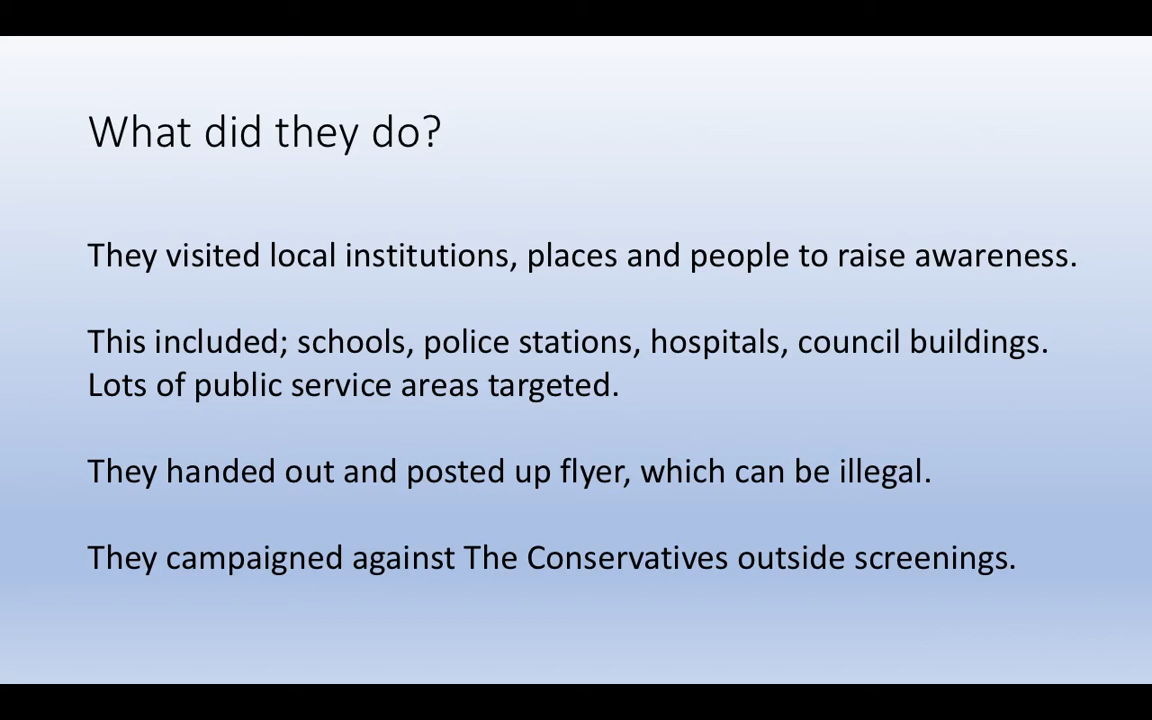 What did they do?
They visited local institutions, places and people to raise awareness.
This included; schools, police stations, hospitals, council buildings.
Lots of public service areas targeted.
They handed out and posted up flyer, which can be illegal.
They campaigned against The Conservatives outside screenings.